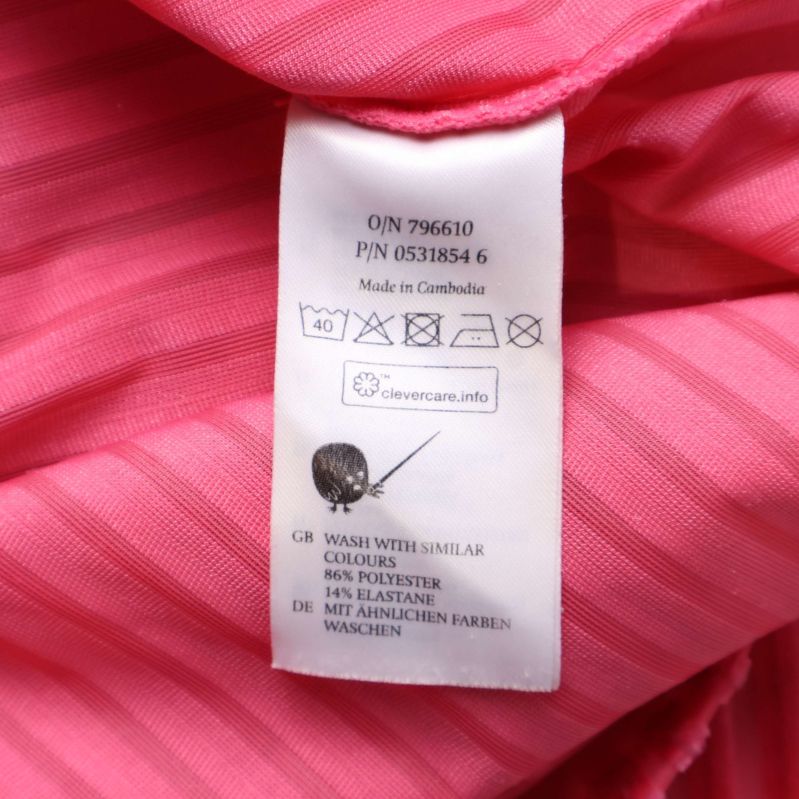 O/N 796610
P/N 0531854 6
Made in Cambodia
40
™ clevercare.info
GB WASH WITH SIMILAR
COLOURS
86% POLYESTER
14% ELASTANE
DE MIT ÄHNLICHEN FARBEN
WASCHEN